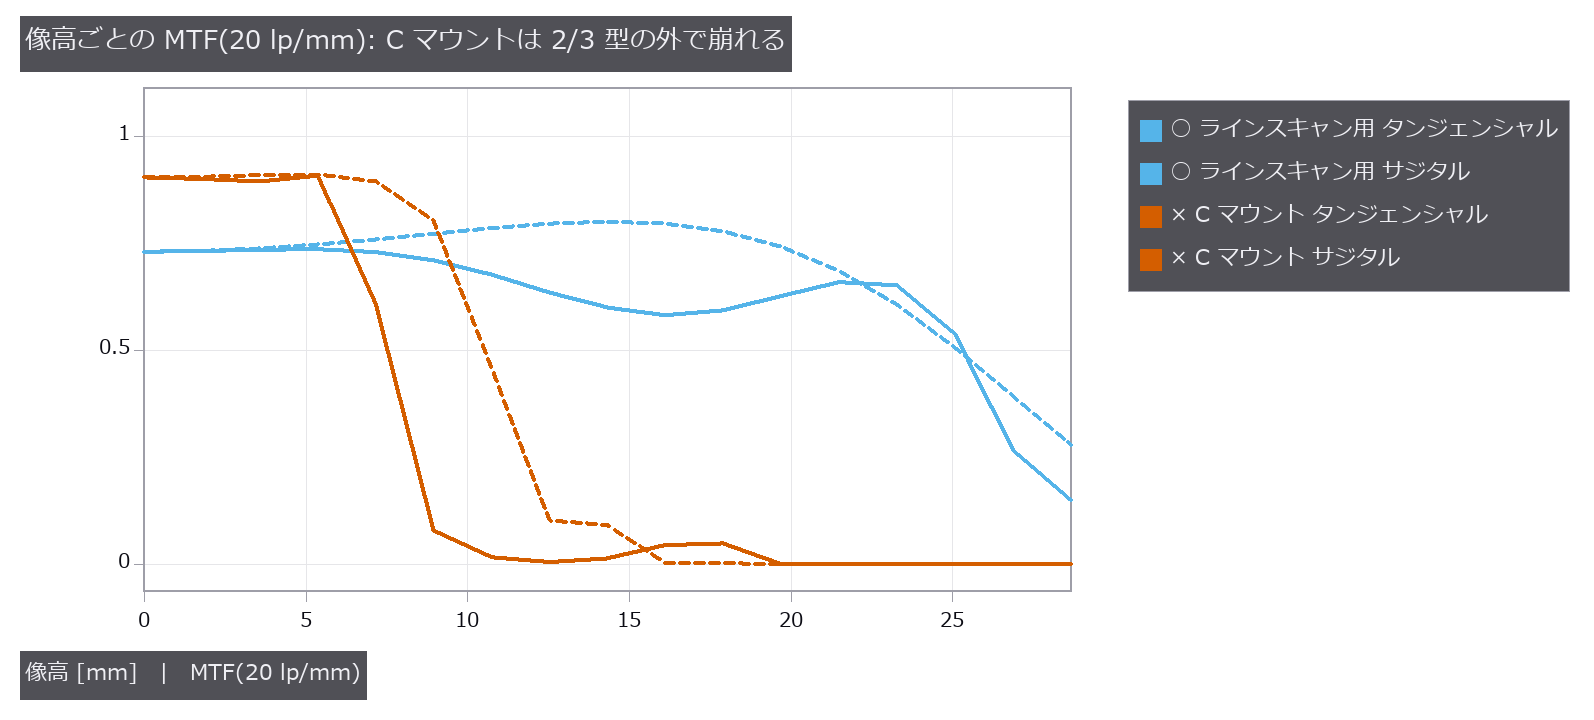 像高ごとの MTF(20 lp/mm): C マウントは 2/3 型の外で崩れる
1
0.5
0
0 5 10 15 20 25
○ ラインスキャン用 タンジェンシャル
○ ラインスキャン用 サジタル
× C マウント タンジェンシャル
× C マウント サジタル
像高 [mm] | MTF(20 lp/mm)